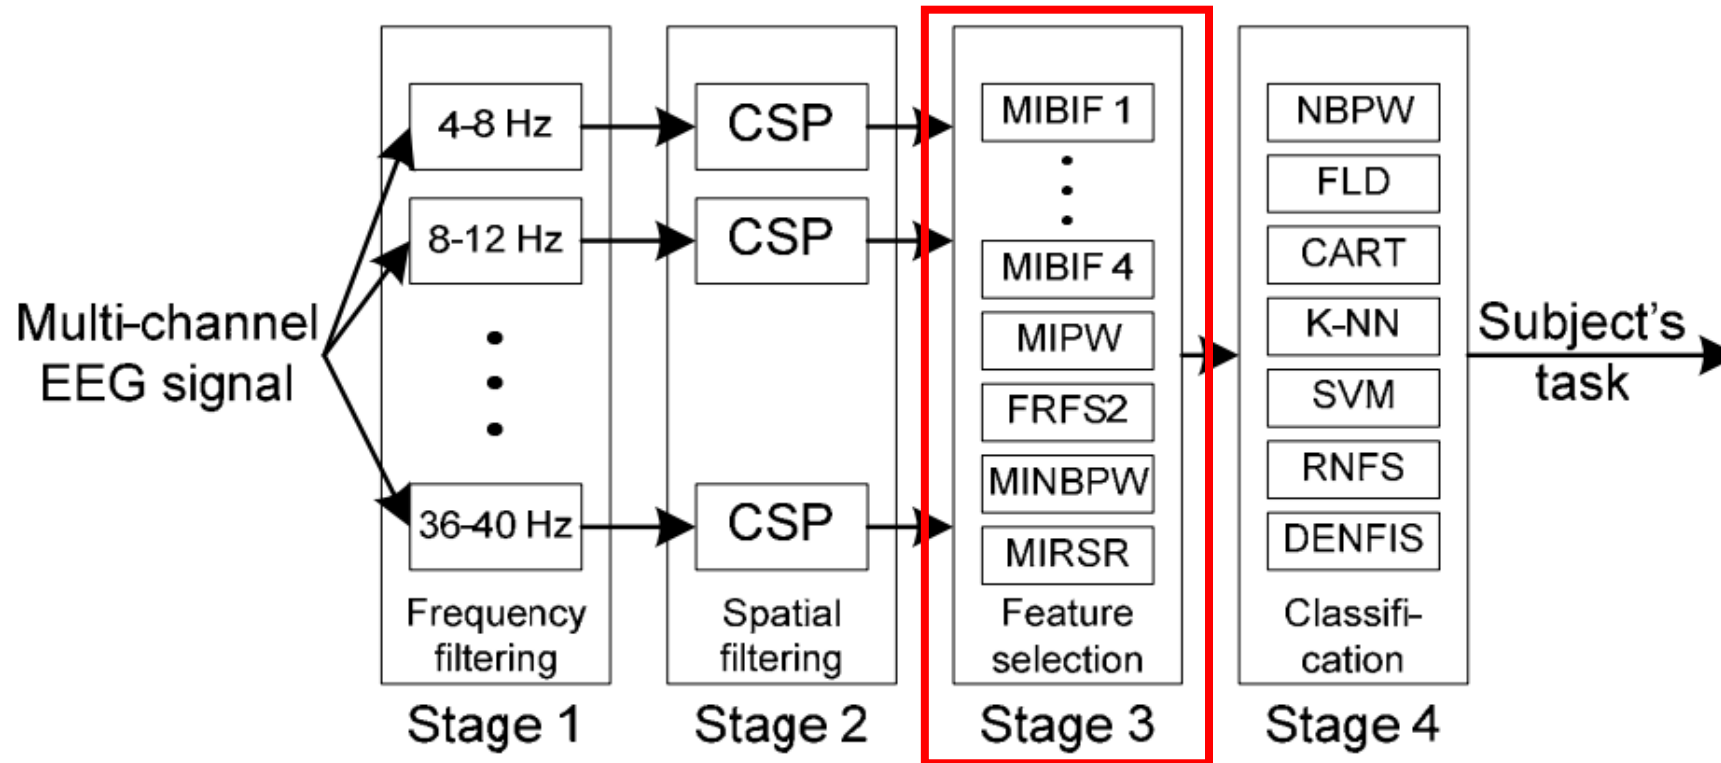 Multi-channel
EEG signal
4-8 Hz
8-12 Hz
36-40 Hz
Frequency
filtering
Stage 1
CSP
CSP
CSP
Spatial
filtering
Stage 2
MIBIF 1
MIBIF 4
MIPW
FRFS2
MINBPW
MIRSR
Feature
selection
Stage 3
NBPW
FLD
CART
K-NN
SVM
RNFS
DENFIS
Classifi-
cation
Stage 4
Subject's
task